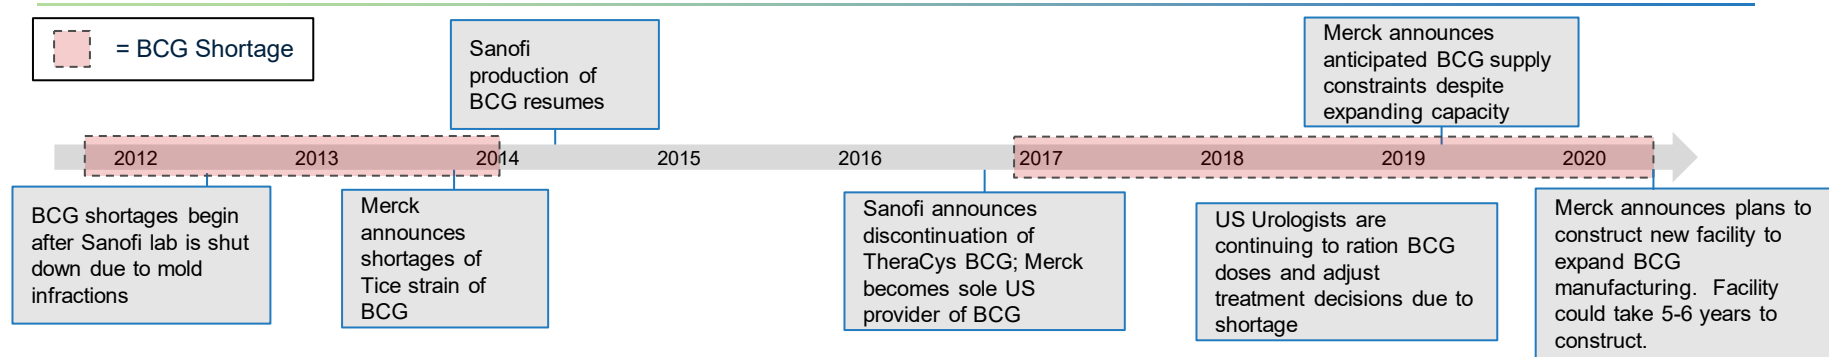 = BCG Shortage
Sanofi
production of
BCG resumes
Merck announces
anticipated BCG supply
constraints despite
expanding capacity
2012 2013 2014 2015 2016 2017 2018 2019 2020
BCG shortages begin
after Sanofi lab is shut
down due to mold
infractions
Merck
announces
shortages of
Tice strain of
BCG
Sanofi announces
discontinuation of
TheraCys BCG; Merck
becomes sole US
provider of BCG
US Urologists are
continuing to ration BCG
doses and adjust
treatment decisions due to
shortage
Merck announces plans to
construct new facility to
expand BCG
manufacturing. Facility
could take 5-6 years to
construct.